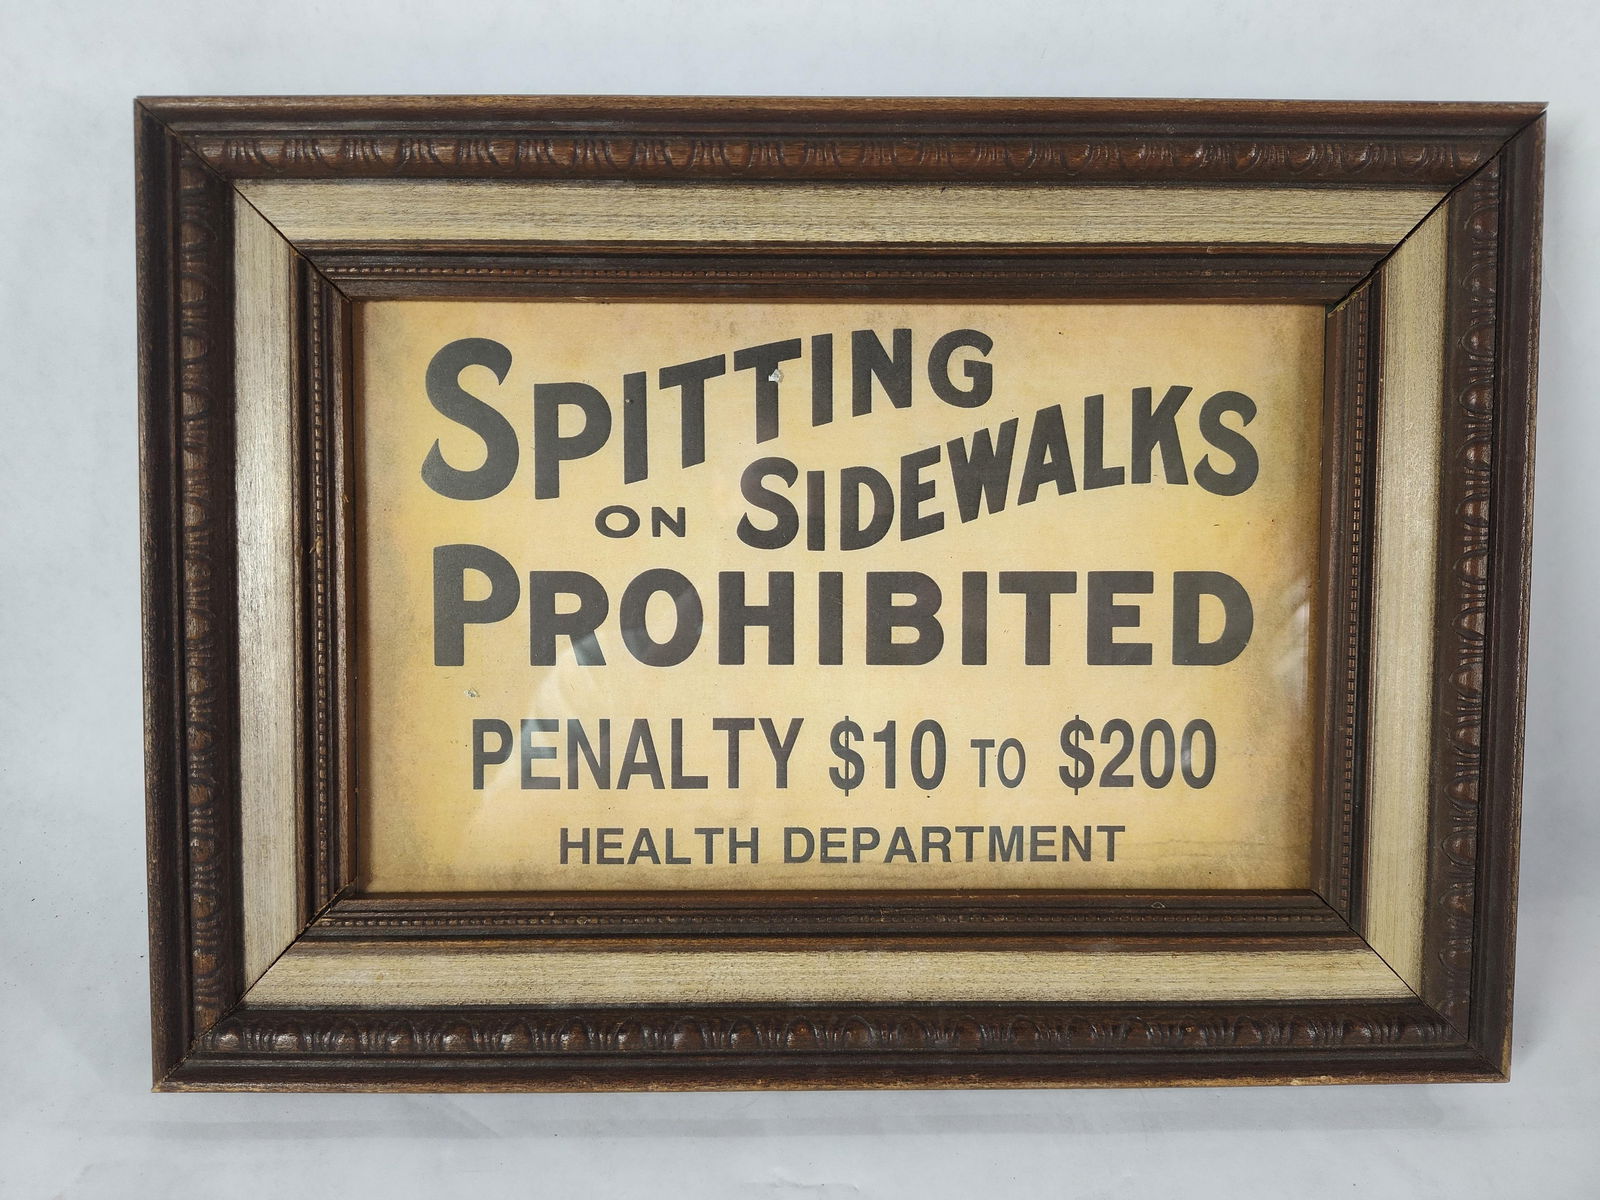 SPITTING
ON SIDEWALKS
PROHIBITED
PENALTY $10 TO $200
HEALTH DEPARTMENT